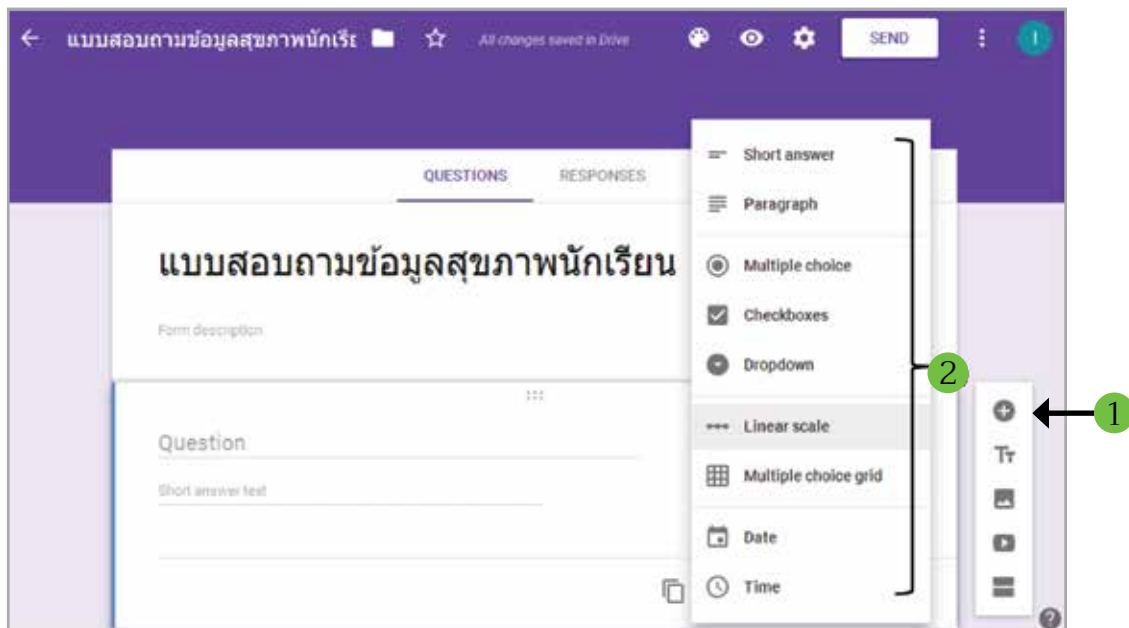 แบบสอบถามข้อมูลสุขภาพนักเรีย All changes saved in Drive SEND I
QUESTIONS RESPONSES
แบบสอบถามข้อมูลสุขภาพนักเรียน
Form description
Question
Short answer text
Short answer
Paragraph
Multiple choice
Checkboxes
Dropdown
Linear scale
Multiple choice grid
Date
Time
2
1
Tт
?